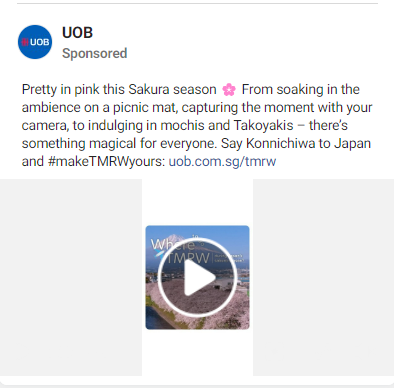 UOB
UOB
Sponsored
Pretty in pink this Sakura season 🌸 From soaking in the
ambience on a picnic mat, capturing the moment with your
camera, to indulging in mochis and Takoyakis – there's
something magical for everyone. Say Konnichiwa to Japan
and #makeTMRWyours: uob.com.sg/tmrw
Where
TMRW